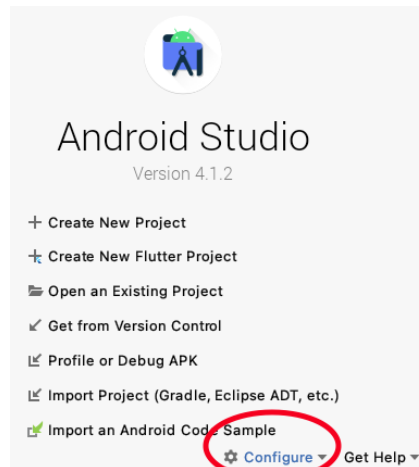 Android Studio
Version 4.1.2
Create New Project
Create New Flutter Project
Open an Existing Project
Get from Version Control
Profile or Debug APK
Import Project (Gradle, Eclipse ADT, etc.)
Import an Android Code Sample
Configure Get Help